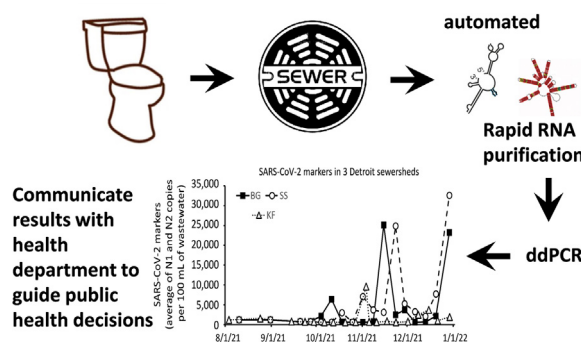 automated
SEWER
Rapid RNA
purification
ddPCR
Communicate
results with
health
department to
guide public
health decisions
SARS-CoV-2 markers in 3 Detroit sewersheds
SARS-CoV-2 markers
(average of N1 and N2 copies
per 100 mL of wastewater)
35,000
30,000
25,000
20,000
15,000
10,000
5,000
0
BG SS
KF
8/1/21 9/1/21 10/1/21 11/1/21 12/1/21 1/1/22